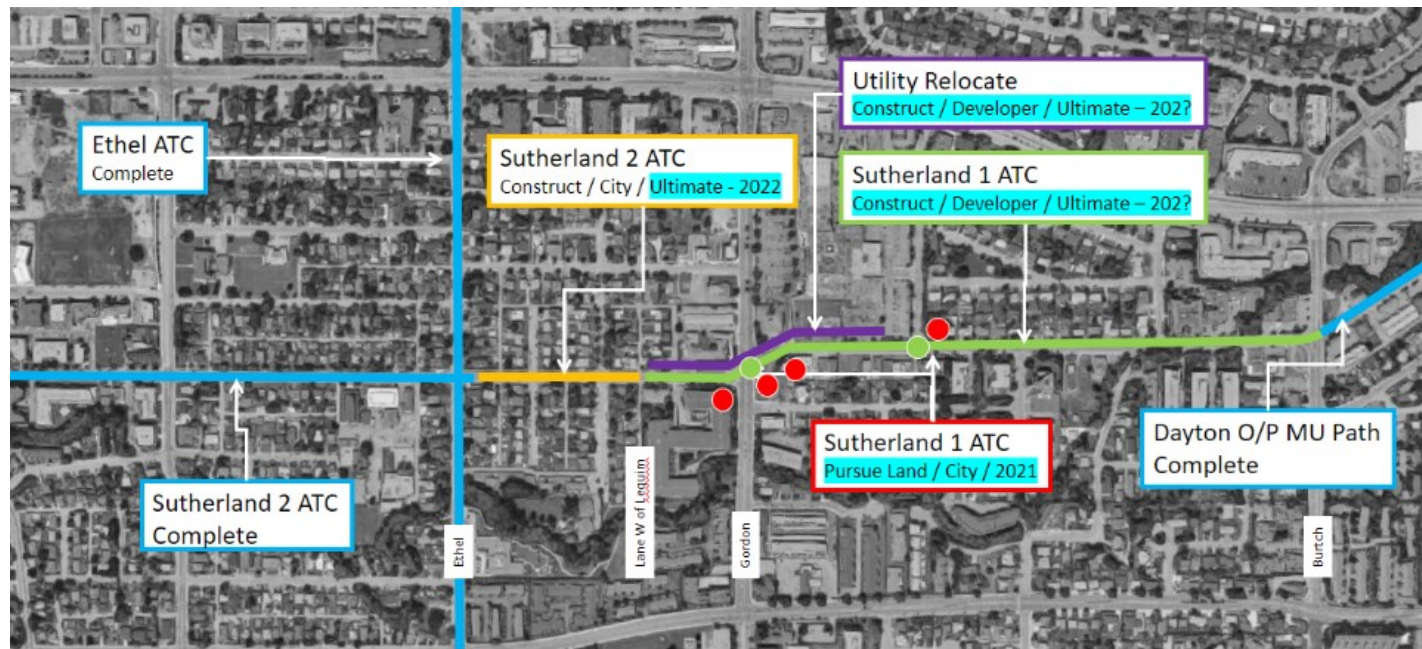 Utility Relocate
Construct / Developer / Ultimate – 202?
Ethel ATC
Complete
Sutherland 2 ATC
Construct / City / Ultimate - 2022
Sutherland 1 ATC
Construct / Developer / Ultimate – 202?
Sutherland 1 ATC
Pursue Land / City / 2021
Dayton O/P MU Path
Complete
Sutherland 2 ATC
Complete
Ethel
Lane W of Lequim
Gordon
Burtch